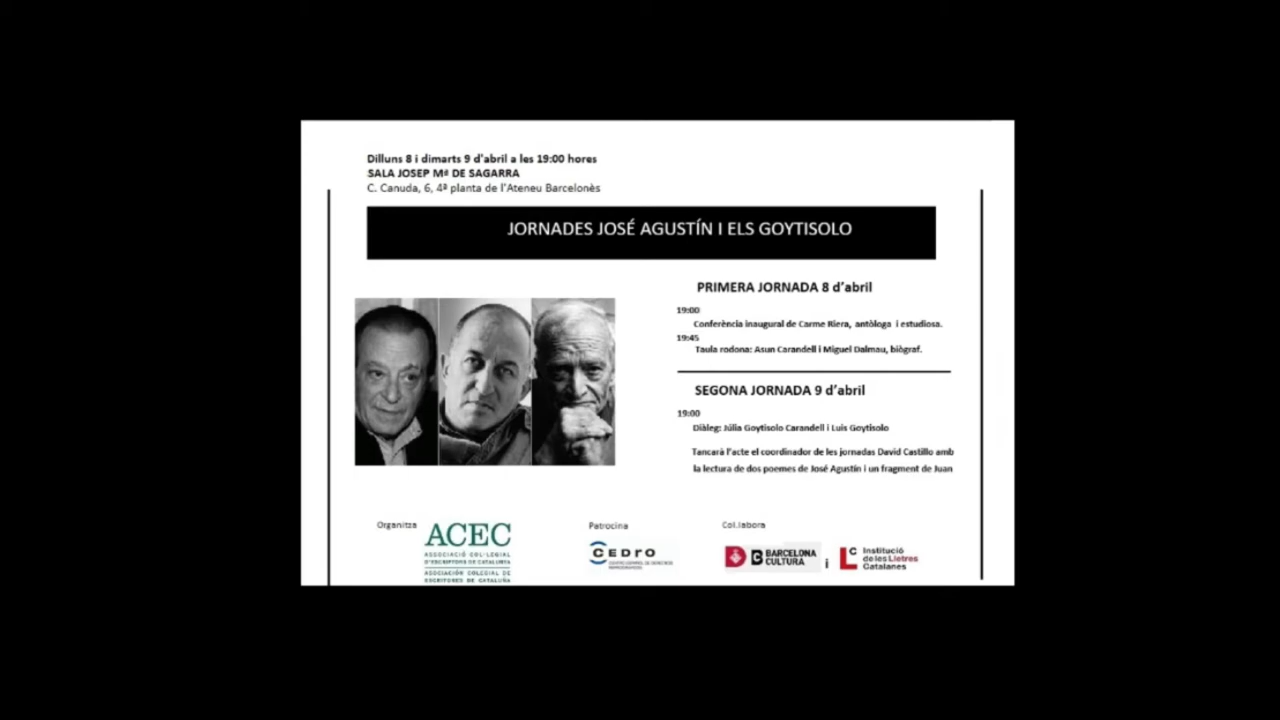 Dilluns 8 i dimarts 9 d'abril a les 19:00 hores
SALA JOSEP Mª DE SAGARRA
C. Canuda, 6, 4ª planta de l'Ateneu Barcelonès
JORNADES JOSÉ AGUSTÍN I ELS GOYTISOLO
PRIMERA JORNADA 8 d'abril
19:00
Conferència inaugural de Carme Riera, antòloga i estudiosa.
19:45
Taula rodona: Asun Carandell i Miguel Dalmau, biògraf.
SEGONA JORNADA 9 d'abril
19:00
Diàleg: Júlia Goytisolo Carandell i Luis Goytisolo
Tancarà l'acte el coordinador de les jornadas David Castillo amb
la lectura de dos poemes de José Agustín i un fragment de Juan
Organitza
ACEC
ASSOCIACIÓ COL·LEGIAL
D'ESCRIPTORS DE CATALUNYA
ASOCIACIÓN COLEGIAL DE
ESCRITORES DE CATALUÑA
Patrocina
CEDRO
Col.labora
BARCELONA
CULTURA
i
Institució
de les Lletres
Catalanes